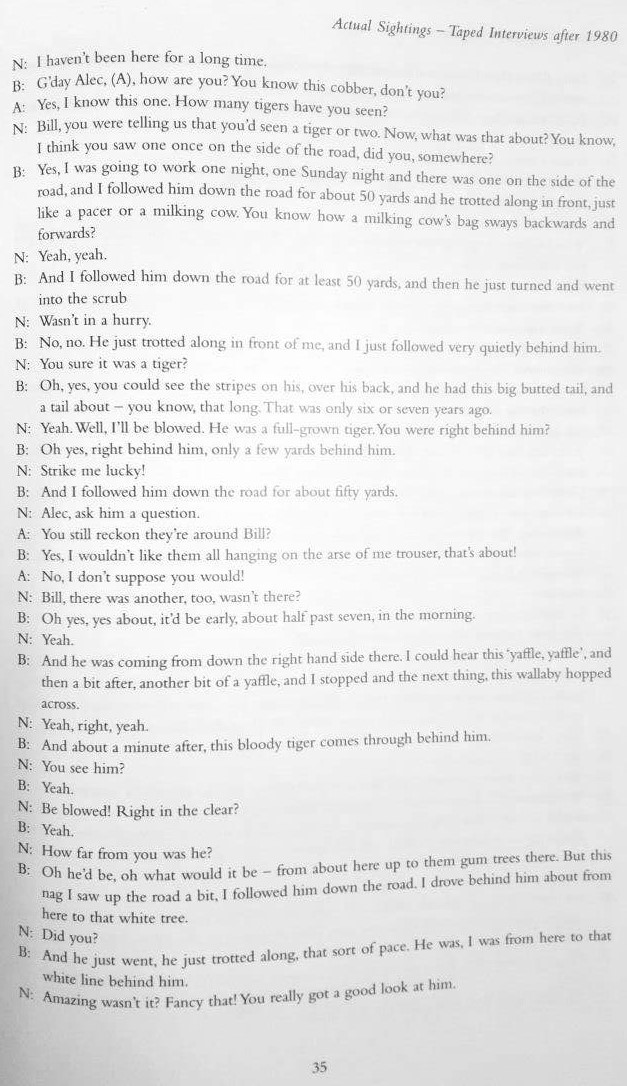 Actual Sightings – Taped Interviews after 1980
N: I haven't been here for a long time.
B: G'day Alec, (A), how are you? You know this cobber, don't you?
A: Yes, I know this one. How many tigers have you seen?
N: Bill, you were telling us that you'd seen a tiger or two. Now, what was that about? You know,
I think you saw one once on the side of the road, did you, somewhere?
B: Yes, I was going to work one night, one Sunday night and there was one on the side of the
road, and I followed him down the road for about 50 yards and he trotted along in front, just
like a pacer or a milking cow. You know how a milking cow's bag sways backwards and
forwards?
N: Yeah, yeah.
B: And I followed him down the road for at least 50 yards, and then he just turned and went
into the scrub
N: Wasn't in a hurry.
B: No, no. He just trotted along in front of me, and I just followed very quietly behind him.
N: You sure it was a tiger?
B: Oh, yes, you could see the stripes on his, over his back, and he had this big butted tail, and
a tail about – you know, that long. That was only six or seven years ago.
N: Yeah. Well, I'll be blowed. He was a full-grown tiger. You were right behind him?
B: Oh yes, right behind him, only a few yards behind him.
N: Strike me lucky!
B: And I followed him down the road for about fifty yards.
N: Alec, ask him a question.
A: You still reckon they're around Bill?
B: Yes, I wouldn't like them all hanging on the arse of me trouser, that's about!
A: No, I don't suppose you would!
N: Bill, there was another, too, wasn't there?
B: Oh yes, yes about, it'd be early, about half past seven, in the morning.
N: Yeah.
B: And he was coming from down the right hand side there. I could hear this 'yaffle, yaffle', and
then a bit after, another bit of a yaffle, and I stopped and the next thing, this wallaby hopped
across.
N: Yeah, right, yeah.
B: And about a minute after, this bloody tiger comes through behind him.
N: You see him?
B: Yeah.
N: Be blowed! Right in the clear?
B: Yeah.
N: How far from you was he?
B: Oh he'd be, oh what would it be – from about here up to them gum trees there. But this
nag I saw up the road a bit, I followed him down the road. I drove behind him about from
here to that white tree.
N: Did you?
B: And he just went, he just trotted along, that sort of pace. He was, I was from here to that
white line behind him.
N: Amazing wasn't it? Fancy that! You really got a good look at him.
35